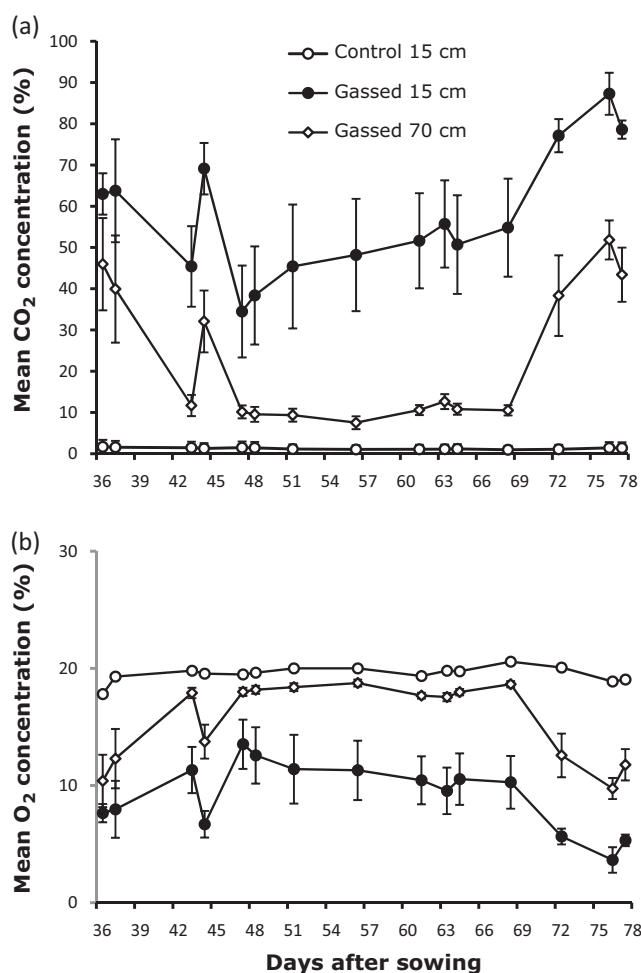 (a)
100
90
80
70
60
50
40
30
20
10
0
Mean CO₂ concentration (%)
Control 15 cm
Gassed 15 cm
Gassed 70 cm
36 39 42 45 48 51 54 57 60 63 66 69 72 75 78
(b)
30
20
10
0
Mean O₂ concentration (%)
36 39 42 45 48 51 54 57 60 63 66 69 72 75 78
Days after sowing